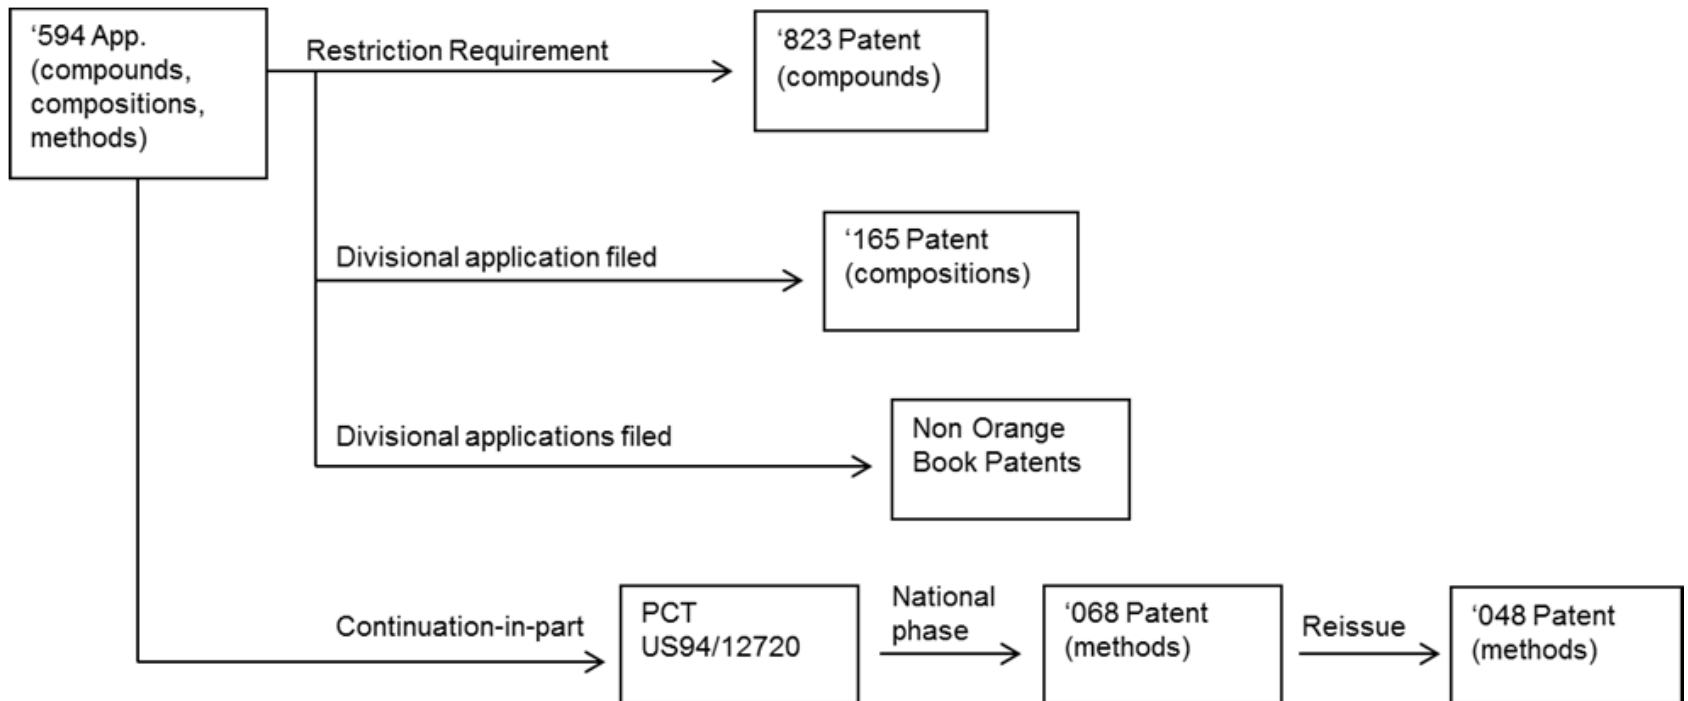 ‘594 App.
(compounds,
compositions,
methods)
Restriction Requirement
‘823 Patent
(compounds)
Divisional application filed
‘165 Patent
(compositions)
Divisional applications filed
Non Orange
Book Patents
Continuation-in-part
PCT
US94/12720
National
phase
‘068 Patent
(methods)
Reissue
‘048 Patent
(methods)